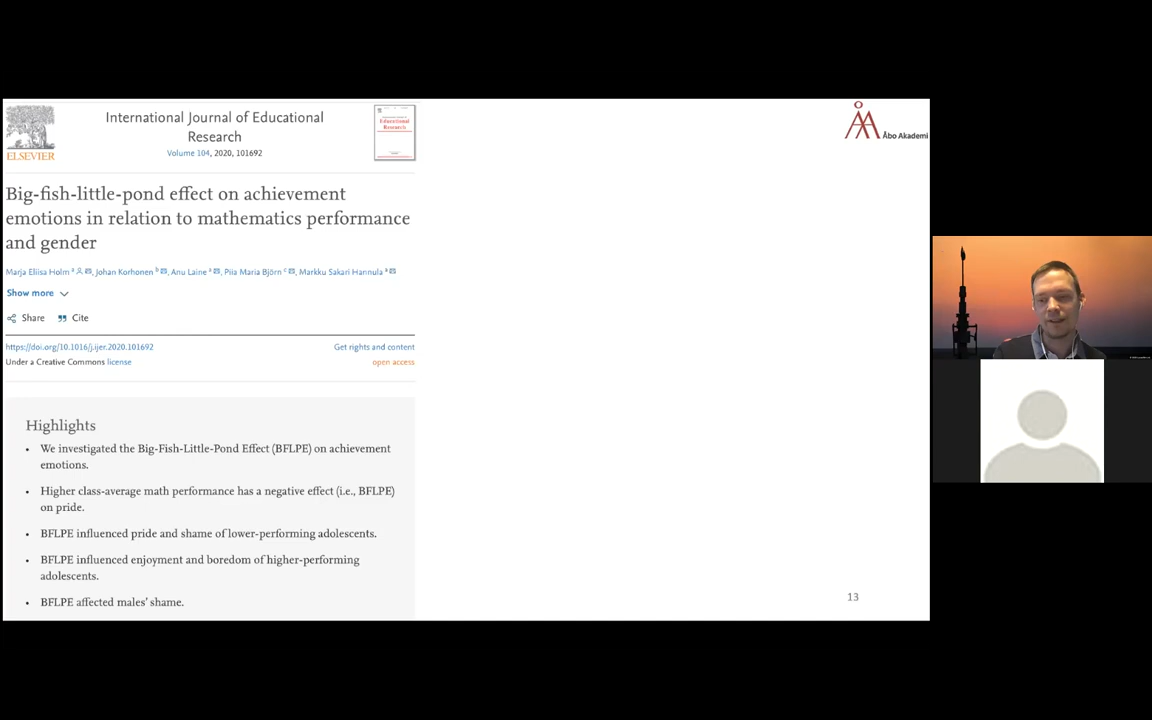 International Journal of Educational
Research
Volume 104, 2020, 101692
ELSEVIER
Educational
Research
Åbo Akademi
Big-fish-little-pond effect on achievement
emotions in relation to mathematics performance
and gender
Marja Eliisa Holm a, Johan Korhonen b, Anu Laine a, Piia Maria Björn c, Markku Sakari Hannula a
Show more
Share Cite
https://doi.org/10.1016/j.ijer.2020.101692 Get rights and content
Under a Creative Commons license open access
Highlights
• We investigated the Big-Fish-Little-Pond Effect (BFLPE) on achievement
emotions.
• Higher class-average math performance has a negative effect (i.e., BFLPE)
on pride.
• BFLPE influenced pride and shame of lower-performing adolescents.
• BFLPE influenced enjoyment and boredom of higher-performing
adolescents.
• BFLPE affected males' shame.
13